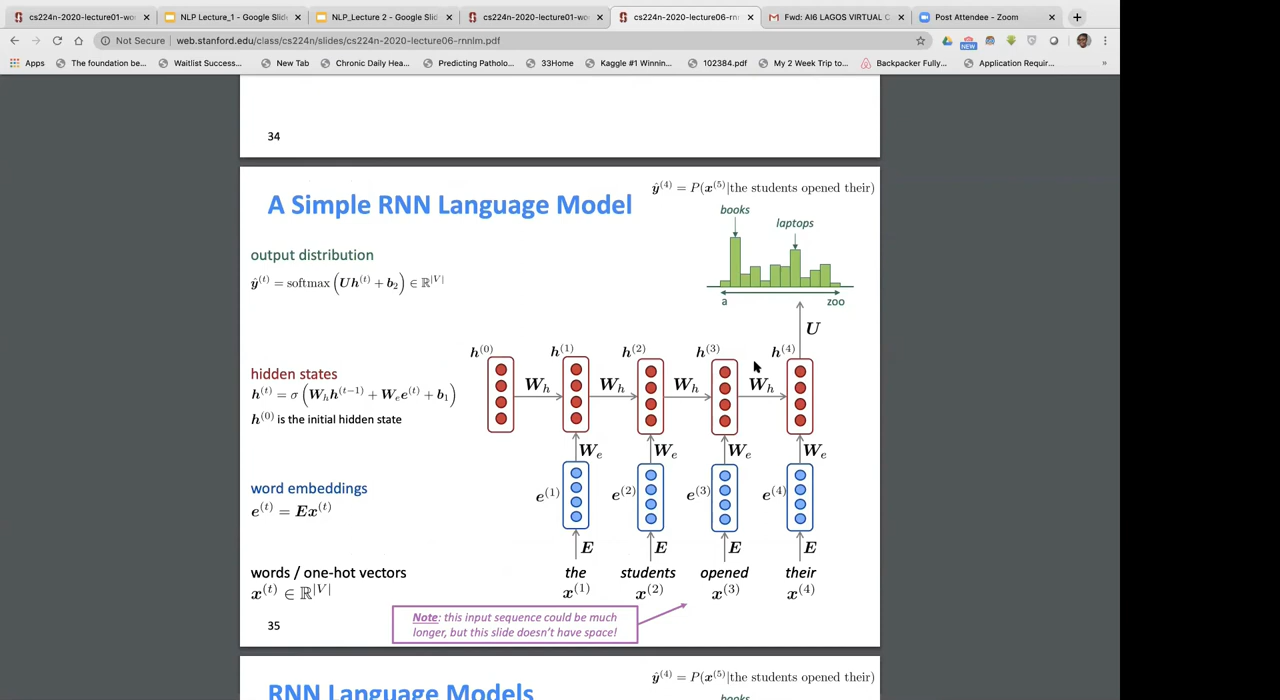 cs224n-2020-lecture01-wo
NLP Lecture_1 - Google Slid
NLP_Lecture 2 - Google Slid
cs224n-2020-lecture01-wo
cs224n-2020-lecture06-rn
Fwd: AI6 LAGOS VIRTUAL C
Post Attendee - Zoom
Not Secure | web.stanford.edu/class/cs224n/slides/cs224n-2020-lecture06-rnnlm.pdf
NEW
Apps The foundation be... Waitlist Success... New Tab Chronic Daily Hea... Predicting Patholo... 33Home Kaggle #1 Winnin... 102384.pdf My 2 Week Trip to... Backpacker Fully... Application Requir... »
34
A Simple RNN Language Model
ŷ^(4) = P(x^(5)|the students opened their)
books
laptops
a zoo
output distribution
ŷ^(t) = softmax (Uh^(t) + b₂) ∈ ℝ^|V|
U
h^(0) h^(1) h^(2) h^(3) h^(4)
W_h W_h W_h W_h
hidden states
h^(t) = σ (W_h h^(t−1) + W_e e^(t) + b₁)
h^(0) is the initial hidden state
W_e W_e W_e W_e
word embeddings
e^(t) = Ex^(t)
e^(1) e^(2) e^(3) e^(4)
E E E E
words / one-hot vectors
x^(t) ∈ ℝ^|V|
the students opened their
x^(1) x^(2) x^(3) x^(4)
Note: this input sequence could be much
longer, but this slide doesn't have space!
35
RNN Language Models
ŷ^(4) = P(x^(5)|the students opened their)
books